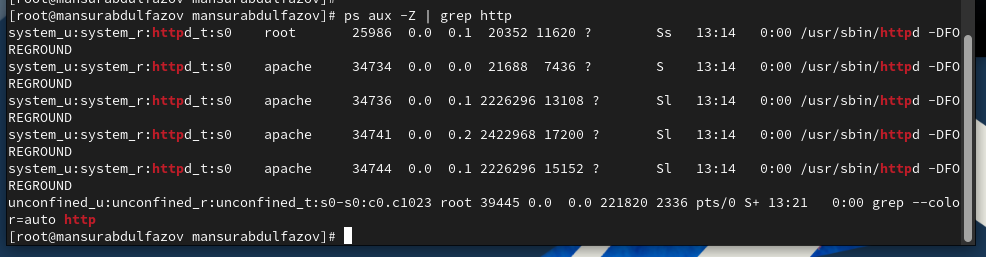 [root@mansurabdulfazov mansurabdulfazov]#
[root@mansurabdulfazov mansurabdulfazov]# ps aux -Z | grep http
system_u:system_r:httpd_t:s0    root       25986  0.0  0.1  20352 11620 ?        Ss   13:14   0:00 /usr/sbin/httpd -DFO
REGROUND
system_u:system_r:httpd_t:s0    apache     34734  0.0  0.0  21688  7436 ?        S    13:14   0:00 /usr/sbin/httpd -DFO
REGROUND
system_u:system_r:httpd_t:s0    apache     34736  0.0  0.1 2226296 13108 ?       Sl   13:14   0:00 /usr/sbin/httpd -DFO
REGROUND
system_u:system_r:httpd_t:s0    apache     34741  0.0  0.2 2422968 17200 ?       Sl   13:14   0:00 /usr/sbin/httpd -DFO
REGROUND
system_u:system_r:httpd_t:s0    apache     34744  0.0  0.1 2226296 15152 ?       Sl   13:14   0:00 /usr/sbin/httpd -DFO
REGROUND
unconfined_u:unconfined_r:unconfined_t:s0-s0:c0.c1023 root 39445 0.0  0.0 221820 2336 pts/0 S+ 13:21   0:00 grep --colo
r=auto http
[root@mansurabdulfazov mansurabdulfazov]#